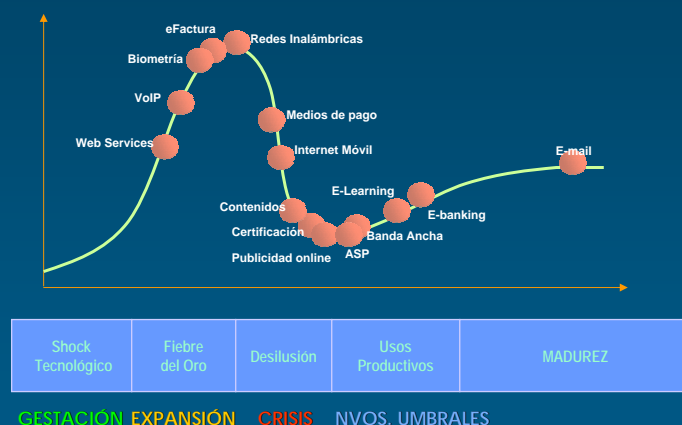 eFactura
Redes Inalámbricas
Biometría
VoIP
Medios de pago
Web Services
Internet Móvil
E-mail
E-Learning
Contenidos
E-banking
Certificación
Banda Ancha
Publicidad online
ASP
Shock
Tecnológico
Fiebre
del Oro
Desilusión
Usos
Productivos
MADUREZ
GESTACIÓN EXPANSIÓN CRISIS NVOS. UMBRALES